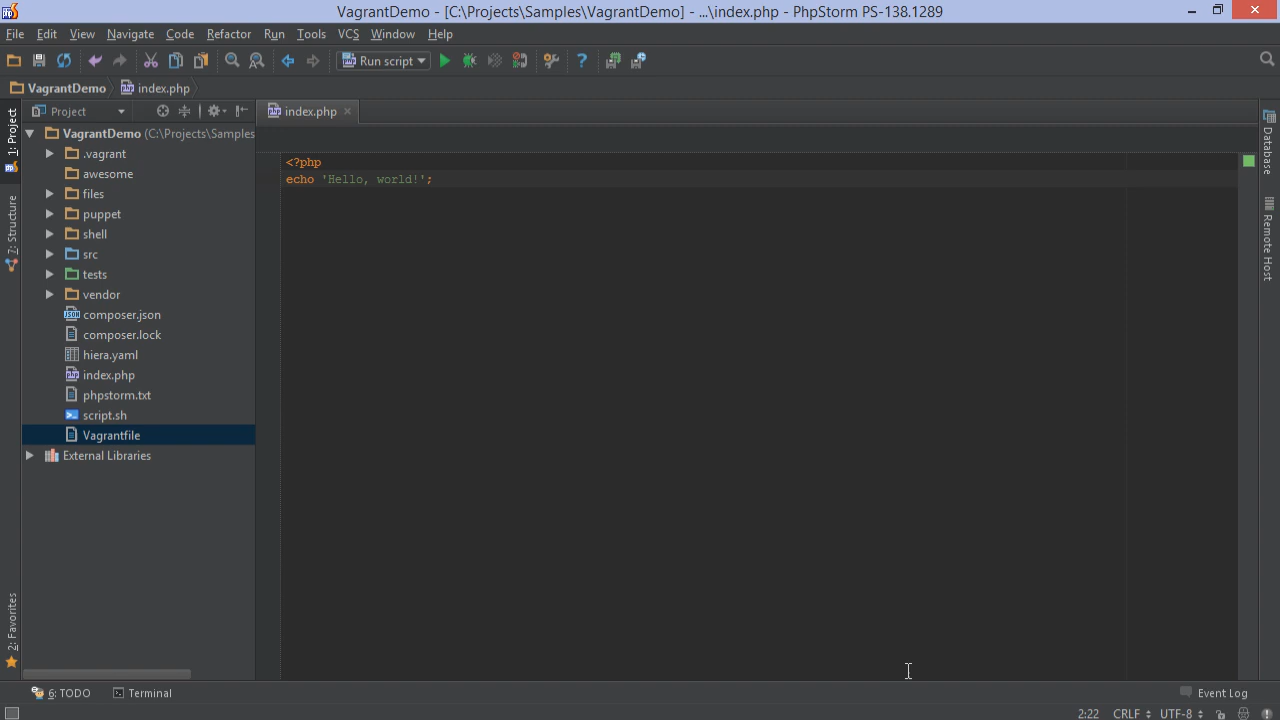 VagrantDemo - [C:\Projects\Samples\VagrantDemo] - ...\index.php - PhpStorm PS-138.1289
File Edit View Navigate Code Refactor Run Tools VCS Window Help
Run script
VagrantDemo index.php
1: Project
7: Structure
2: Favorites
Project
VagrantDemo (C:\Projects\Samples
.vagrant
awesome
files
puppet
shell
src
tests
vendor
composer.json
composer.lock
hiera.yaml
index.php
phpstorm.txt
script.sh
Vagrantfile
External Libraries
index.php
<?php
echo 'Hello, world!';
Database
Remote Host
6: TODO Terminal Event Log
2:22 CRLF UTF-8